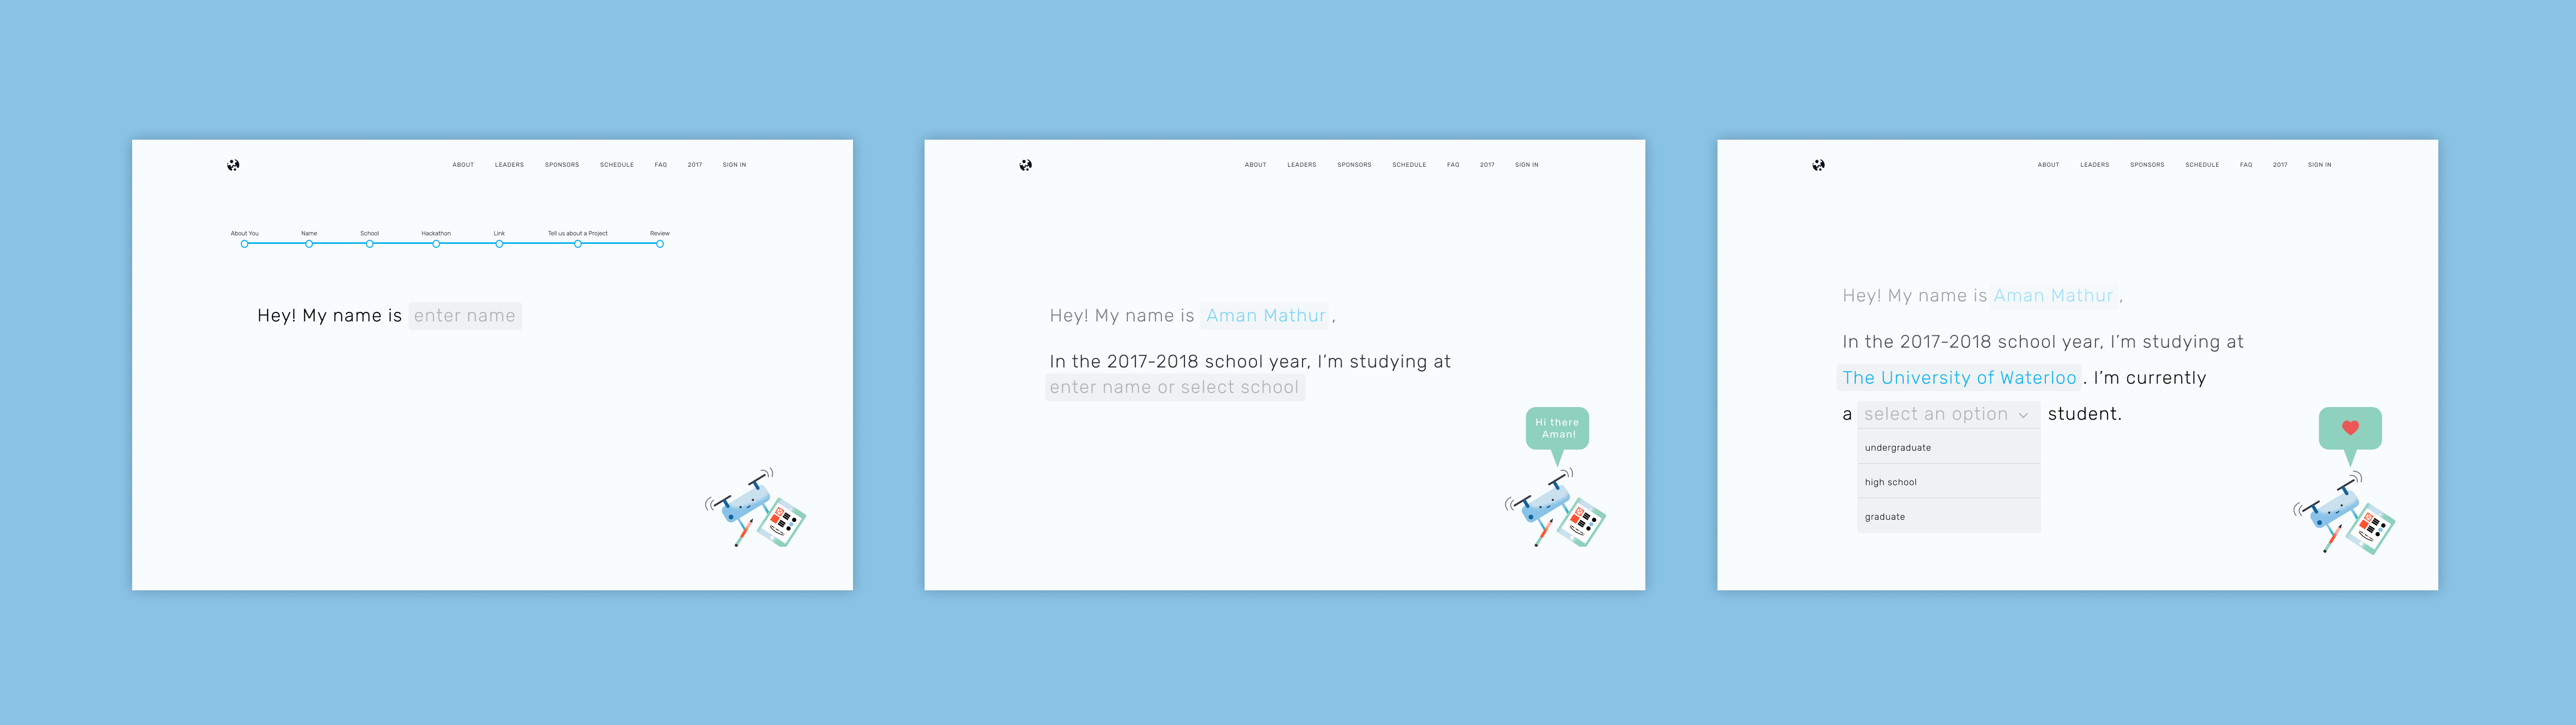 ABOUT LEADERS SPONSORS SCHEDULE FAQ 2017 SIGN IN
About You Name School Hackathon Link Tell us about a Project Review
Hey! My name is enter name
ABOUT LEADERS SPONSORS SCHEDULE FAQ 2017 SIGN IN
Hey! My name is Aman Mathur ,
In the 2017-2018 school year, I’m studying at
enter name or select school
Hi there
Aman!
ABOUT LEADERS SPONSORS SCHEDULE FAQ 2017 SIGN IN
Hey! My name is Aman Mathur ,
In the 2017-2018 school year, I’m studying at
The University of Waterloo . I’m currently
a select an option student.
undergraduate
high school
graduate